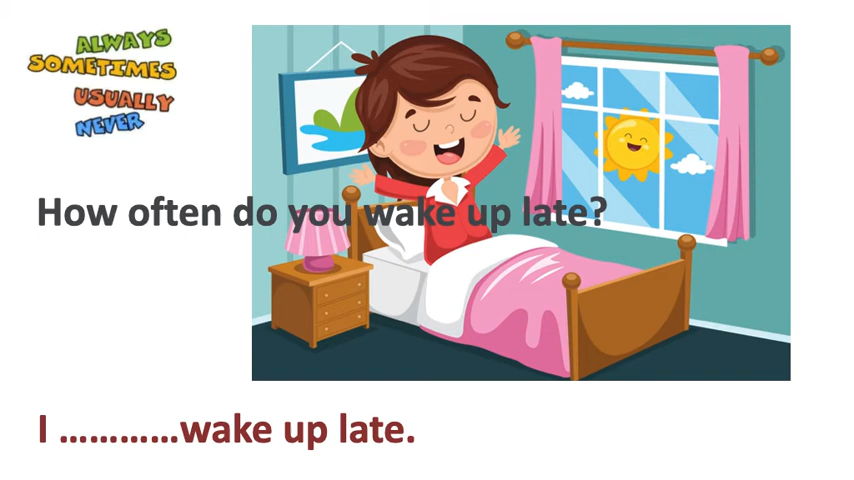 ALWAYS
SOMETIMES
USUALLY
NEVER
How often do you wake up late?
I …………wake up late.